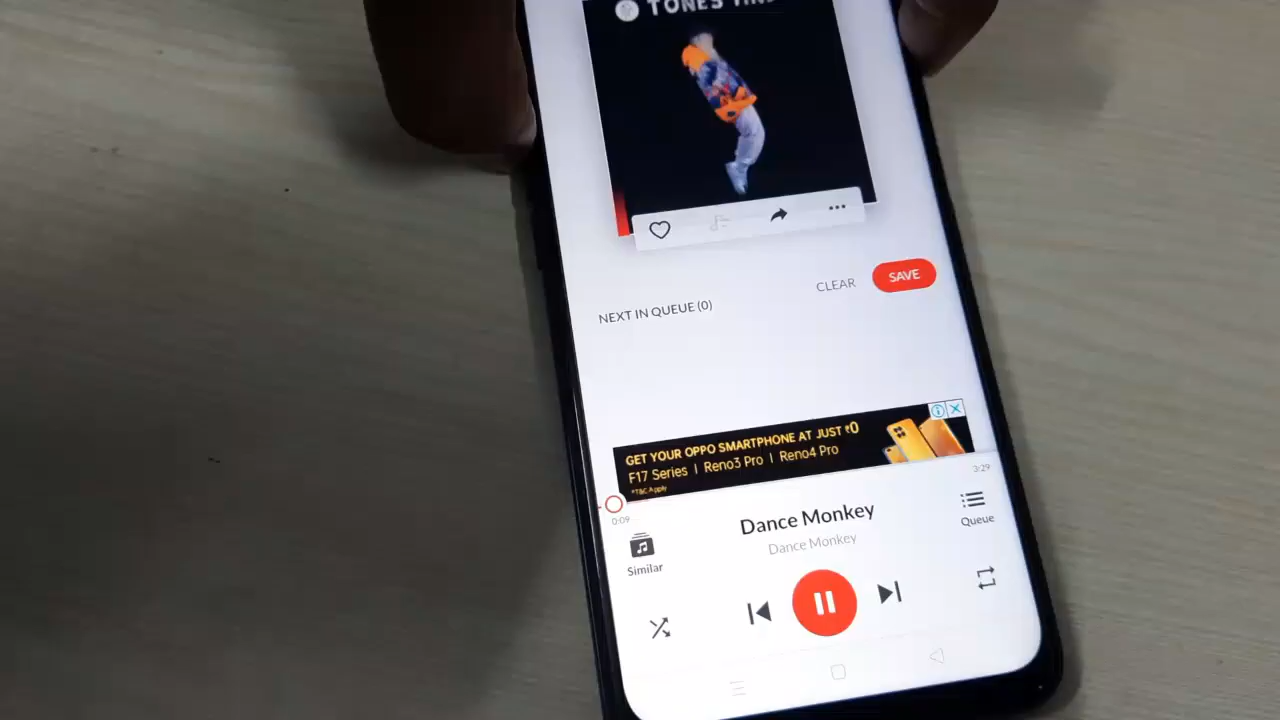 TONES
CLEAR
SAVE
NEXT IN QUEUE (0)
GET YOUR OPPO SMARTPHONE AT JUST ₹0
F17 Series | Reno3 Pro | Reno4 Pro
*T&C Apply
3:29
0:09
Dance Monkey
Queue
Dance Monkey
Similar